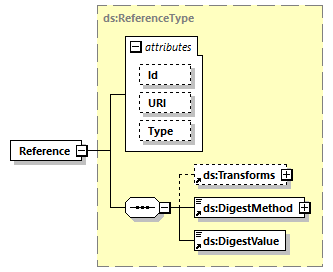 ds:ReferenceType
attributes
Id
URI
Type
Reference
ds:Transforms
ds:DigestMethod
ds:DigestValue